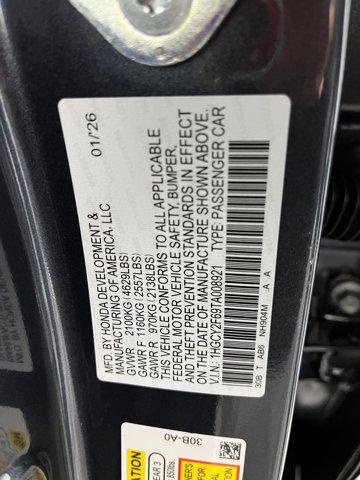 MFD. BY HONDA DEVELOPMENT & 01/26
MANUFACTURING OF AMERICA, LLC
GVWR 2100KG (4629LBS)
GAWR F 1160KG (2557LBS)
GAWR R 970KG (2138LBS)
THIS VEHICLE CONFORMS TO ALL APPLICABLE
FEDERAL MOTOR VEHICLE SAFETY, BUMPER,
AND THEFT PREVENTION STANDARDS IN EFFECT
ON THE DATE OF MANUFACTURE SHOWN ABOVE.
V.I.N.: 1HGCY2F697A008921 TYPE: PASSENGER CAR
30B T AB6 NH904M A A
30B-A0